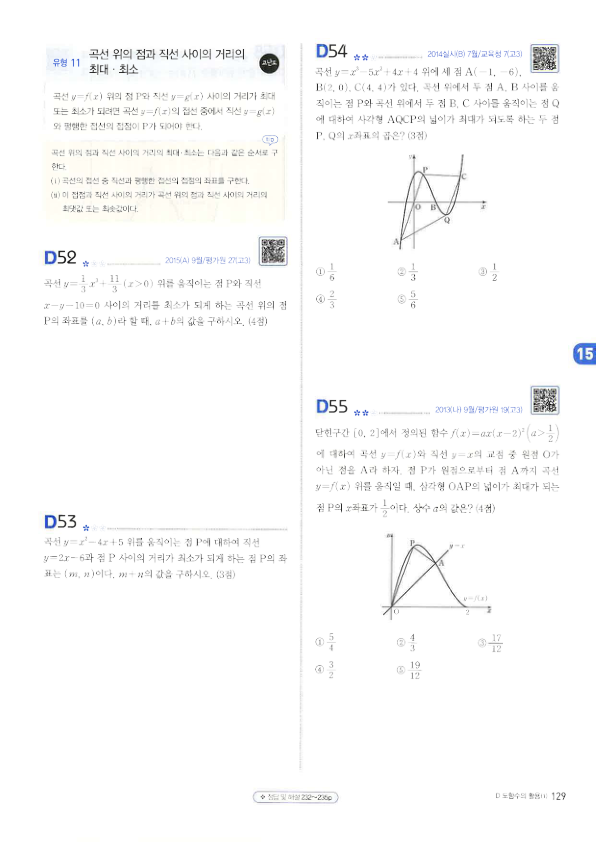 유형 11 곡선 위의 점과 직선 사이의 거리의
최대·최소
고난도
곡선 y=f(x) 위의 점 P와 직선 y=g(x) 사이의 거리가 최대
또는 최소가 되려면 곡선 y=f(x)의 접선 중에서 직선 y=g(x)
와 평행한 접선의 접점이 P가 되어야 한다.
곡선 위의 점과 직선 사이의 거리의 최대·최소는 다음과 같은 순서로 구
한다.
(i) 곡선의 접선 중 직선과 평행한 접선의 접점의 좌표를 구한다.
(ii) 이 접점과 직선 사이의 거리가 곡선 위의 점과 직선 사이의 거리의
최댓값 또는 최솟값이다.
D52 2015(A) 9월/평가원 27(고3)
곡선 y=1/3x³+11/3 (x>0) 위를 움직이는 점 P와 직선
x-y-10=0 사이의 거리를 최소가 되게 하는 곡선 위의 점
P의 좌표를 (a, b)라 할 때, a+b의 값을 구하시오. (4점)
D53
곡선 y=x²-4x+5 위를 움직이는 점 P에 대하여 직선
y=2x-6과 점 P 사이의 거리가 최소가 되게 하는 점 P의 좌
표는 (m, n)이다. m+n의 값을 구하시오. (3점)
D54 2014실시(B) 7월/교육청 7(고3)
곡선 y=x³-5x²+4x+4 위에 세 점 A(-1, -6),
B(2, 0), C(4, 4)가 있다. 곡선 위에서 두 점 A, B 사이를 움
직이는 점 P와 곡선 위에서 두 점 B, C 사이를 움직이는 점 Q
에 대하여 사각형 AQCP의 넓이가 최대가 되도록 하는 두 점
P, Q의 x좌표의 곱은? (3점)
y
P
C
O
B
x
Q
A
① 1/6 ② 1/3 ③ 1/2
④ 2/3 ⑤ 5/6
15
D55 2013(나) 9월/평가원 19(고3)
닫힌구간 [0, 2]에서 정의된 함수 f(x)=ax(x-2)² (a>1/2)
에 대하여 곡선 y=f(x)와 직선 y=x의 교점 중 원점 O가
아닌 점을 A라 하자. 점 P가 원점으로부터 점 A까지 곡선
y=f(x) 위를 움직일 때, 삼각형 OAP의 넓이가 최대가 되는
점 P의 x좌표가 1/2이다. 상수 a의 값은? (4점)
P
y=x
A
y=f(x)
O
2
① 5/4 ② 4/3 ③ 17/12
④ 3/2 ⑤ 19/12
정답 및 해설 232~235p
D 도함수의 활용(1) 129